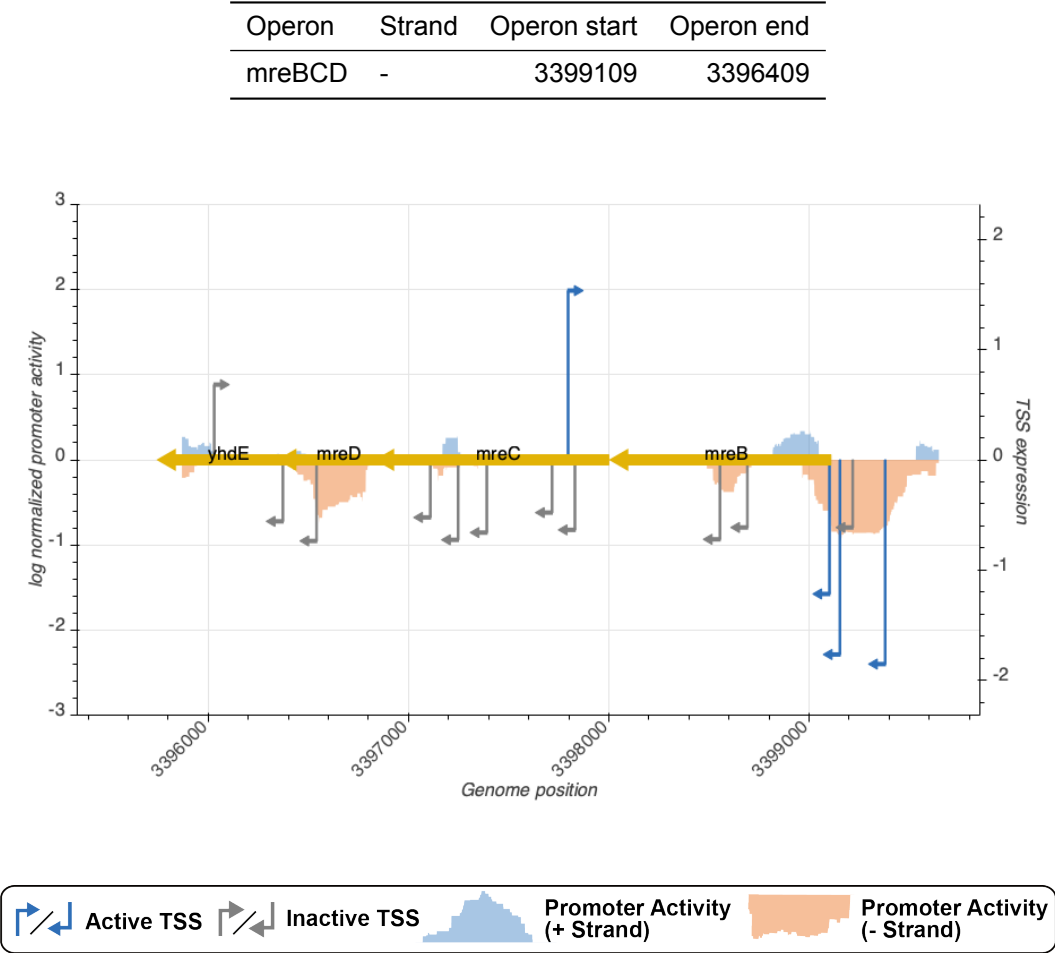 Operon Strand Operon start Operon end
mreBCD - 3399109 3396409
3
2
1
0
-1
-2
-3
log normalized promoter activity
2
1
0
-1
-2
TSS expression
yhdE mreD mreC mreB
3396000 3397000 3398000 3399000
Genome position
Active TSS Inactive TSS Promoter Activity (+ Strand) Promoter Activity (- Strand)